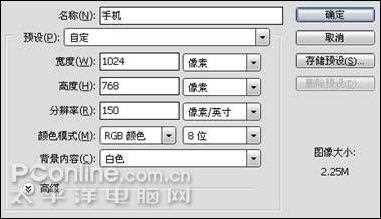 名称(N): 手机 确定
预设(P): 自定 取消
宽度(W): 1024 像素 存储预设(S)...
高度(H): 768 像素 删除预设(D)...
分辨率(R): 150 像素/英寸
颜色模式(M): RGB 颜色 8 位
背景内容(C): 白色 图像大小:
高级 2.25M
PConline.com.cn
太平洋电脑网